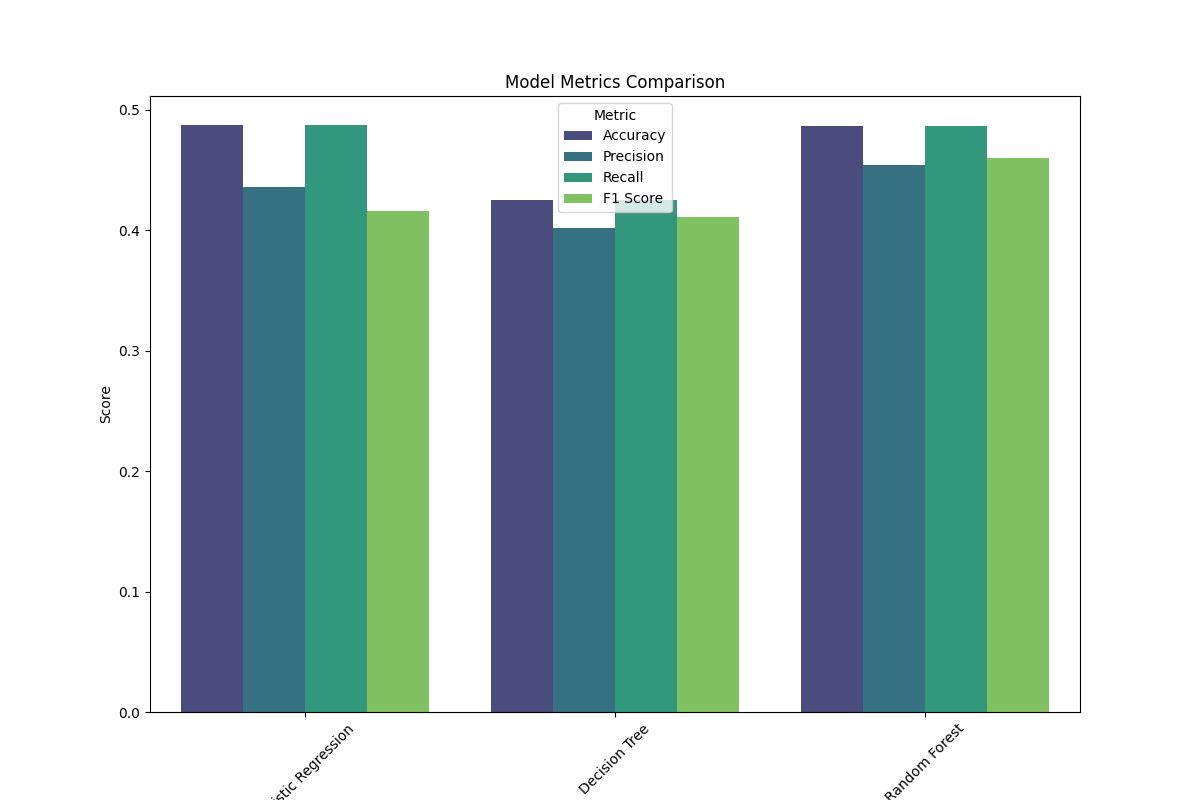 Model Metrics Comparison
Metric
Accuracy
Precision
Recall
F1 Score
Score
0.5
0.4
0.3
0.2
0.1
0.0
istic Regression
Decision Tree
Random Forest